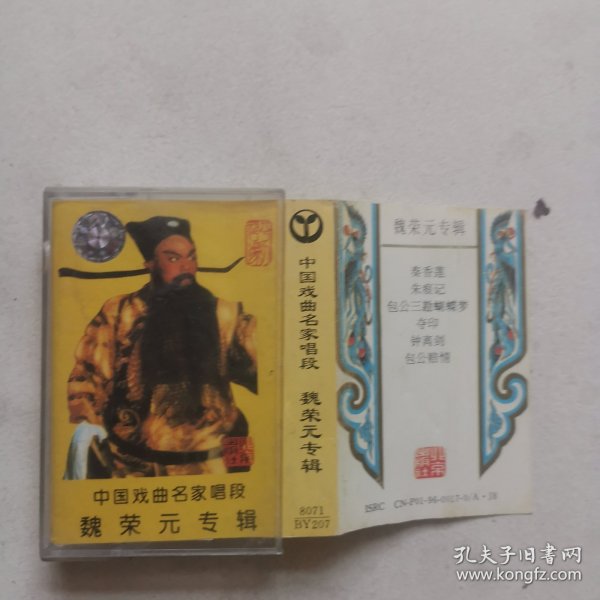 中国戏曲名家唱段
魏荣元专辑
中国戏曲名家唱段 魏荣元专辑
8071
BY207
魏荣元专辑
秦香莲
朱痕记
包公三勘蝴蝶梦
夺印
钟离剑
包公赔情
ISRC CN-F01-96-0027-0/A·J8
孔夫子旧书网
www.kongfz.com